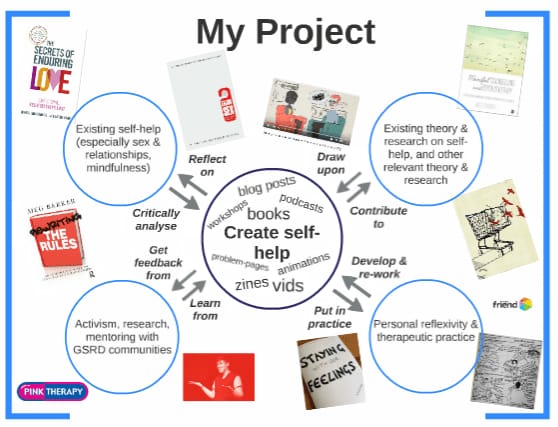 My Project
THE
SECRETS OF
ENDURING
LOVE
Existing self-help
(especially sex &
relationships,
mindfulness)
Existing theory &
research on self-
help, and other
relevant theory &
research
Reflect
on
Draw
upon
Critically
analyse
Contribute
to
blog posts
podcasts
workshops
books
Create self-
help
problem-pages
animations
zines
vids
MEG BARKER
REWRITING
THE
RULES
Get
feedback
from
Develop &
re-work
Learn
from
Put in
practice
Activism, research,
mentoring with
GSRD communities
Personal reflexivity &
therapeutic practice
friend
STAYING
WITH
FEELINGS
PINK THERAPY